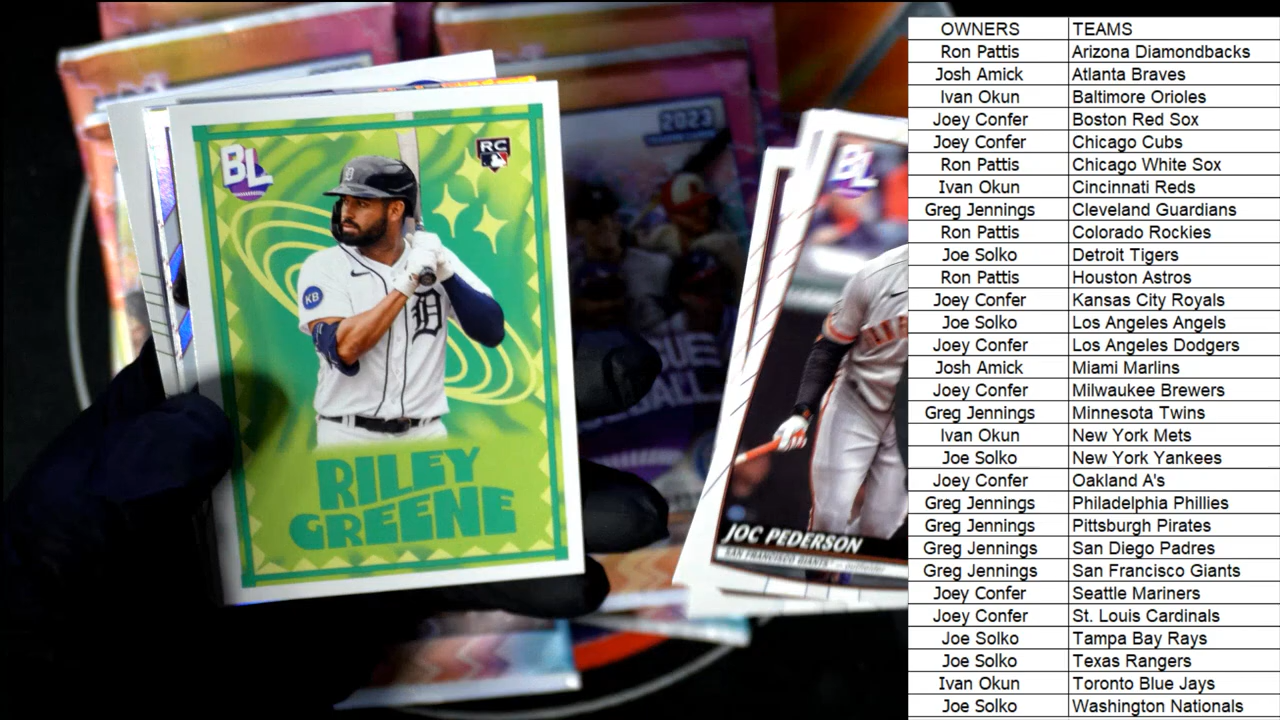 BL
RC
KB
D
RILEY
GREENE
2023
BL
JOC PEDERSON
SAN FRANCISCO GIANTS
OWNERS TEAMS
Ron Pattis Arizona Diamondbacks
Josh Amick Atlanta Braves
Ivan Okun Baltimore Orioles
Joey Confer Boston Red Sox
Joey Confer Chicago Cubs
Ron Pattis Chicago White Sox
Ivan Okun Cincinnati Reds
Greg Jennings Cleveland Guardians
Ron Pattis Colorado Rockies
Joe Solko Detroit Tigers
Ron Pattis Houston Astros
Joey Confer Kansas City Royals
Joe Solko Los Angeles Angels
Joey Confer Los Angeles Dodgers
Josh Amick Miami Marlins
Joey Confer Milwaukee Brewers
Greg Jennings Minnesota Twins
Ivan Okun New York Mets
Joe Solko New York Yankees
Joey Confer Oakland A's
Greg Jennings Philadelphia Phillies
Greg Jennings Pittsburgh Pirates
Greg Jennings San Diego Padres
Greg Jennings San Francisco Giants
Joey Confer Seattle Mariners
Joey Confer St. Louis Cardinals
Joe Solko Tampa Bay Rays
Joe Solko Texas Rangers
Ivan Okun Toronto Blue Jays
Joe Solko Washington Nationals